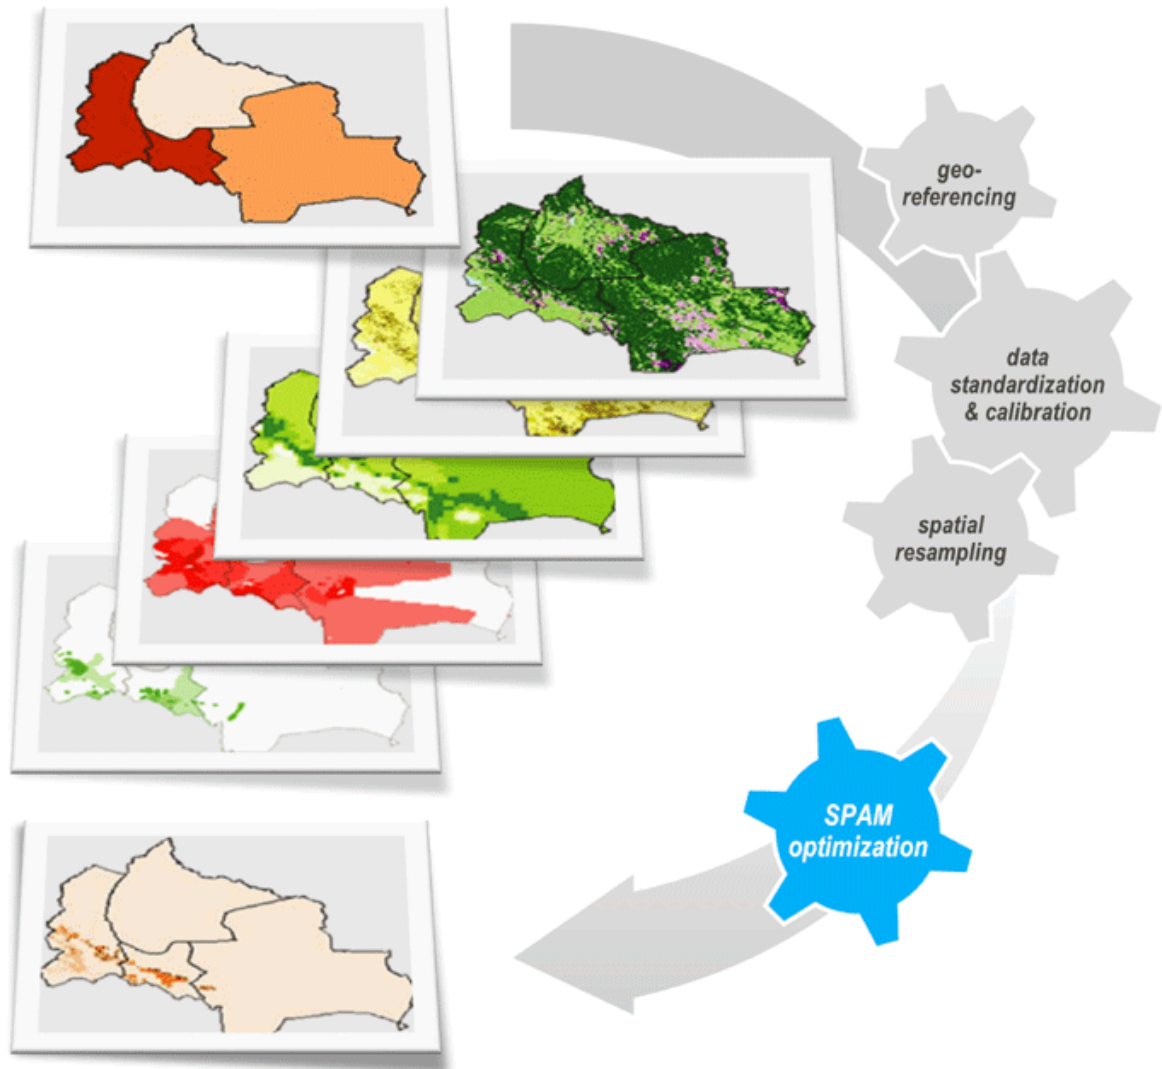 geo-
referencing
data
standardization
& calibration
spatial
resampling
SPAM
optimization